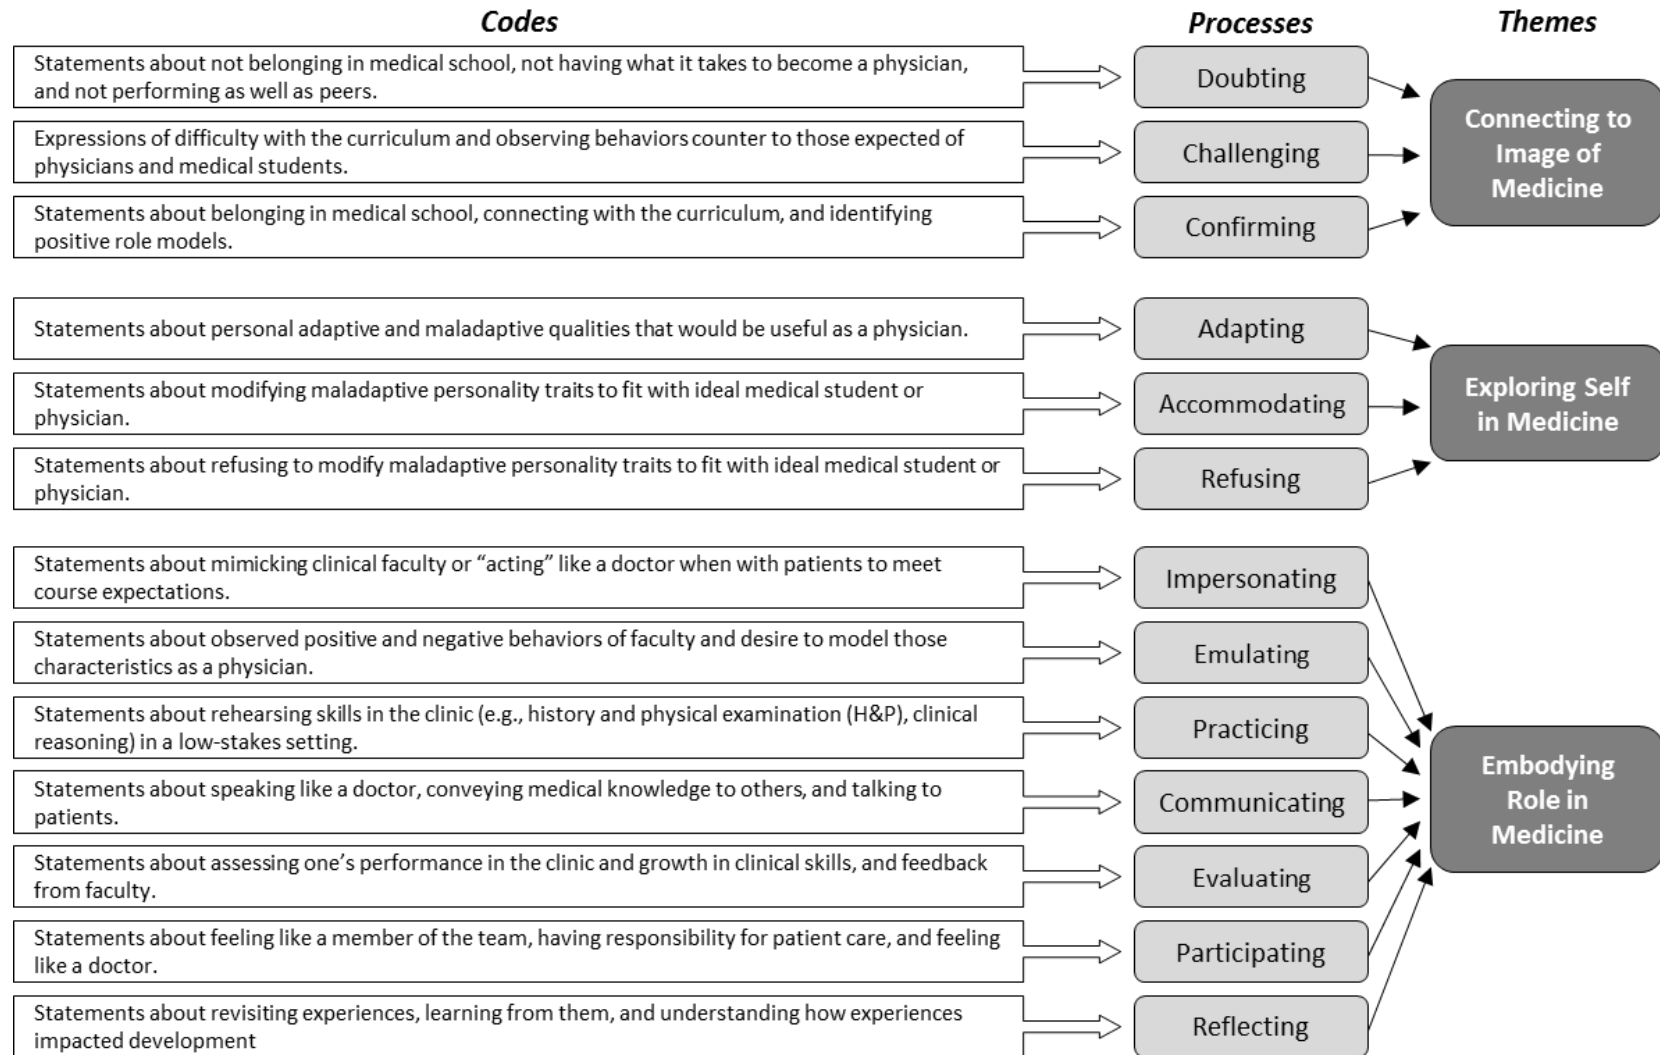 Codes
Processes
Themes
Statements about not belonging in medical school, not having what it takes to become a physician,
and not performing as well as peers.
Doubting
Expressions of difficulty with the curriculum and observing behaviors counter to those expected of
physicians and medical students.
Challenging
Statements about belonging in medical school, connecting with the curriculum, and identifying
positive role models.
Confirming
Connecting to
Image of
Medicine
Statements about personal adaptive and maladaptive qualities that would be useful as a physician.
Adapting
Statements about modifying maladaptive personality traits to fit with ideal medical student or
physician.
Accommodating
Statements about refusing to modify maladaptive personality traits to fit with ideal medical student or
physician.
Refusing
Exploring Self
in Medicine
Statements about mimicking clinical faculty or “acting” like a doctor when with patients to meet
course expectations.
Impersonating
Statements about observed positive and negative behaviors of faculty and desire to model those
characteristics as a physician.
Emulating
Statements about rehearsing skills in the clinic (e.g., history and physical examination (H&P), clinical
reasoning) in a low-stakes setting.
Practicing
Statements about speaking like a doctor, conveying medical knowledge to others, and talking to
patients.
Communicating
Statements about assessing one’s performance in the clinic and growth in clinical skills, and feedback
from faculty.
Evaluating
Statements about feeling like a member of the team, having responsibility for patient care, and feeling
like a doctor.
Participating
Statements about revisiting experiences, learning from them, and understanding how experiences
impacted development
Reflecting
Embodying
Role in
Medicine